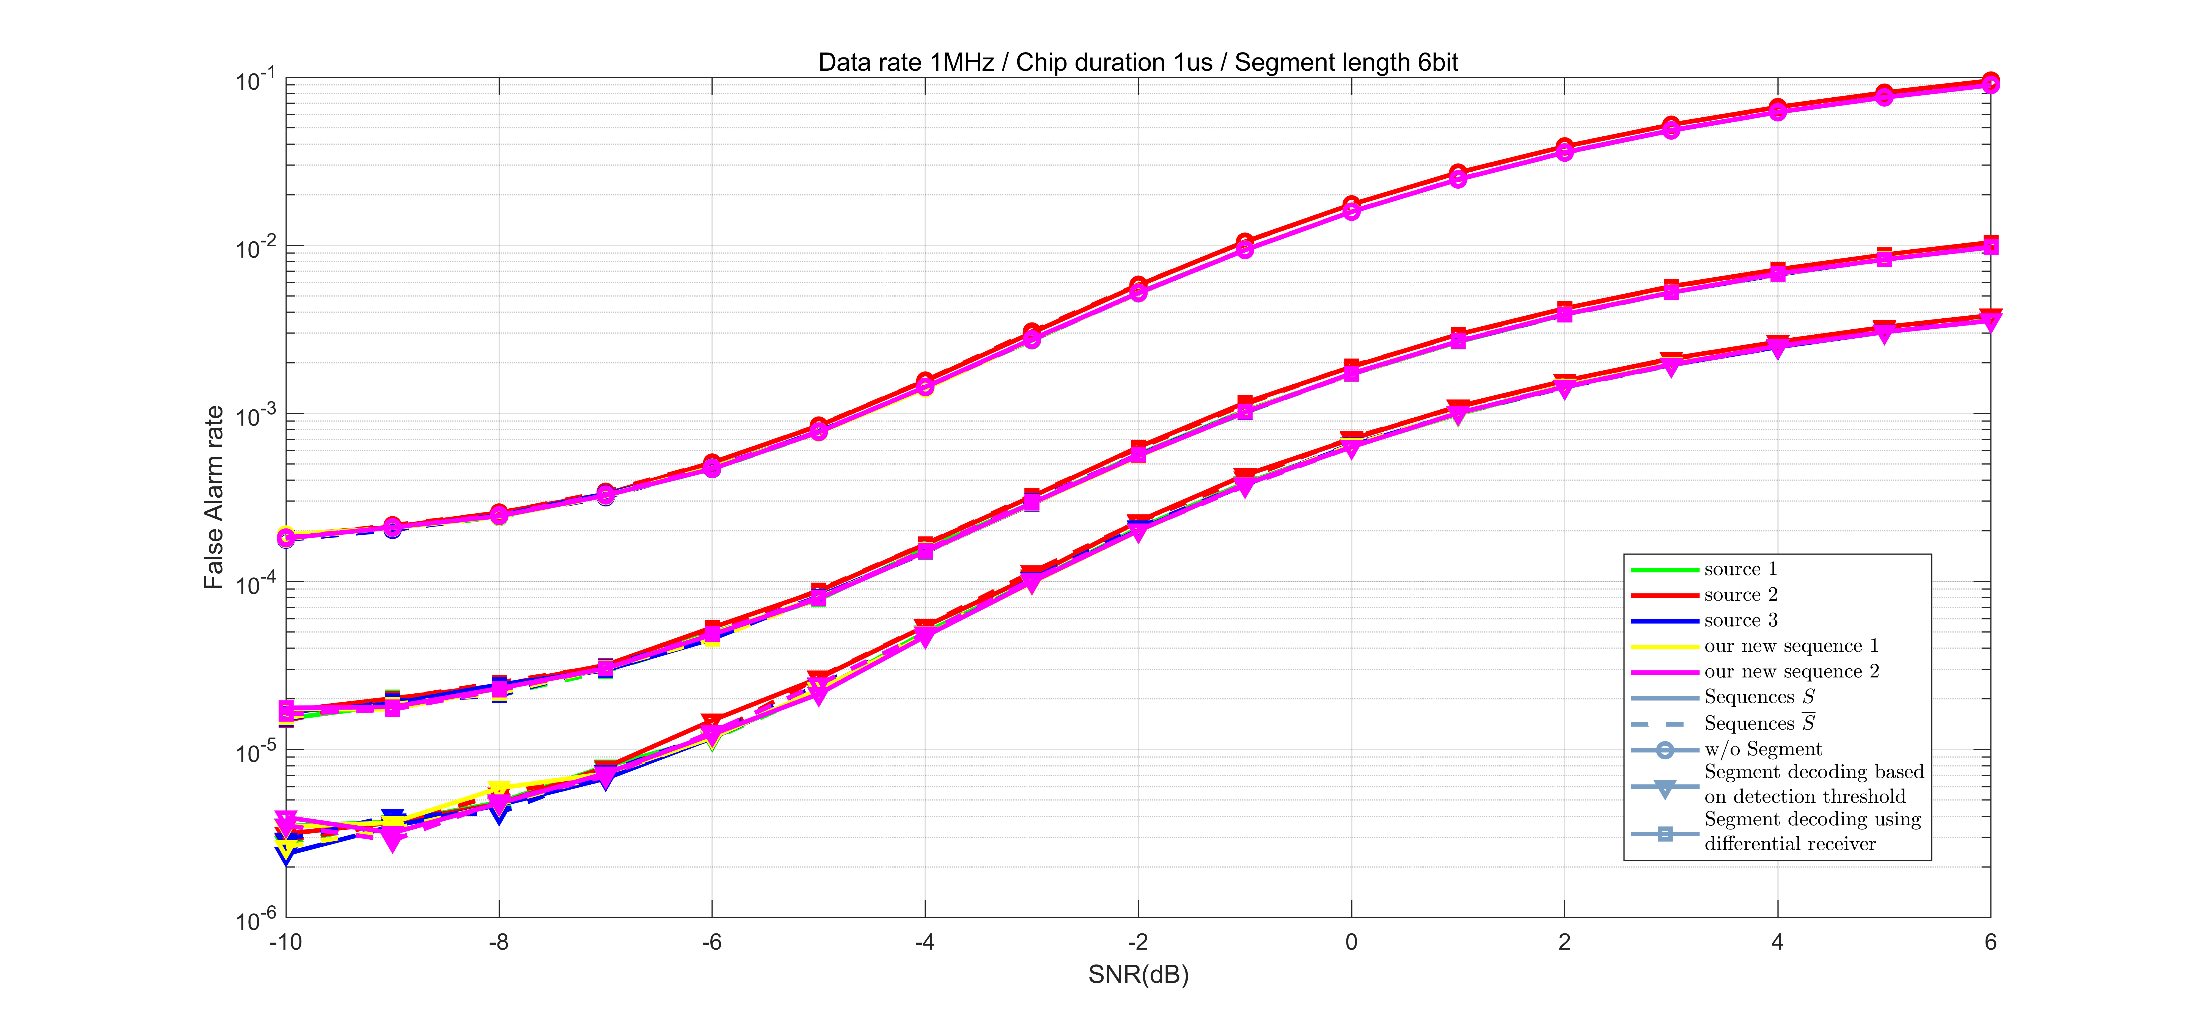 Data rate 1MHz / Chip duration 1us / Segment length 6bit
10^-1
10^-2
10^-3
10^-4
10^-5
10^-6
False Alarm rate
-10 -8 -6 -4 -2 0 2 4 6
SNR(dB)
source 1
source 2
source 3
our new sequence 1
our new sequence 2
Sequences S
Sequences S̅
w/o Segment
Segment decoding based
on detection threshold
Segment decoding using
differential receiver